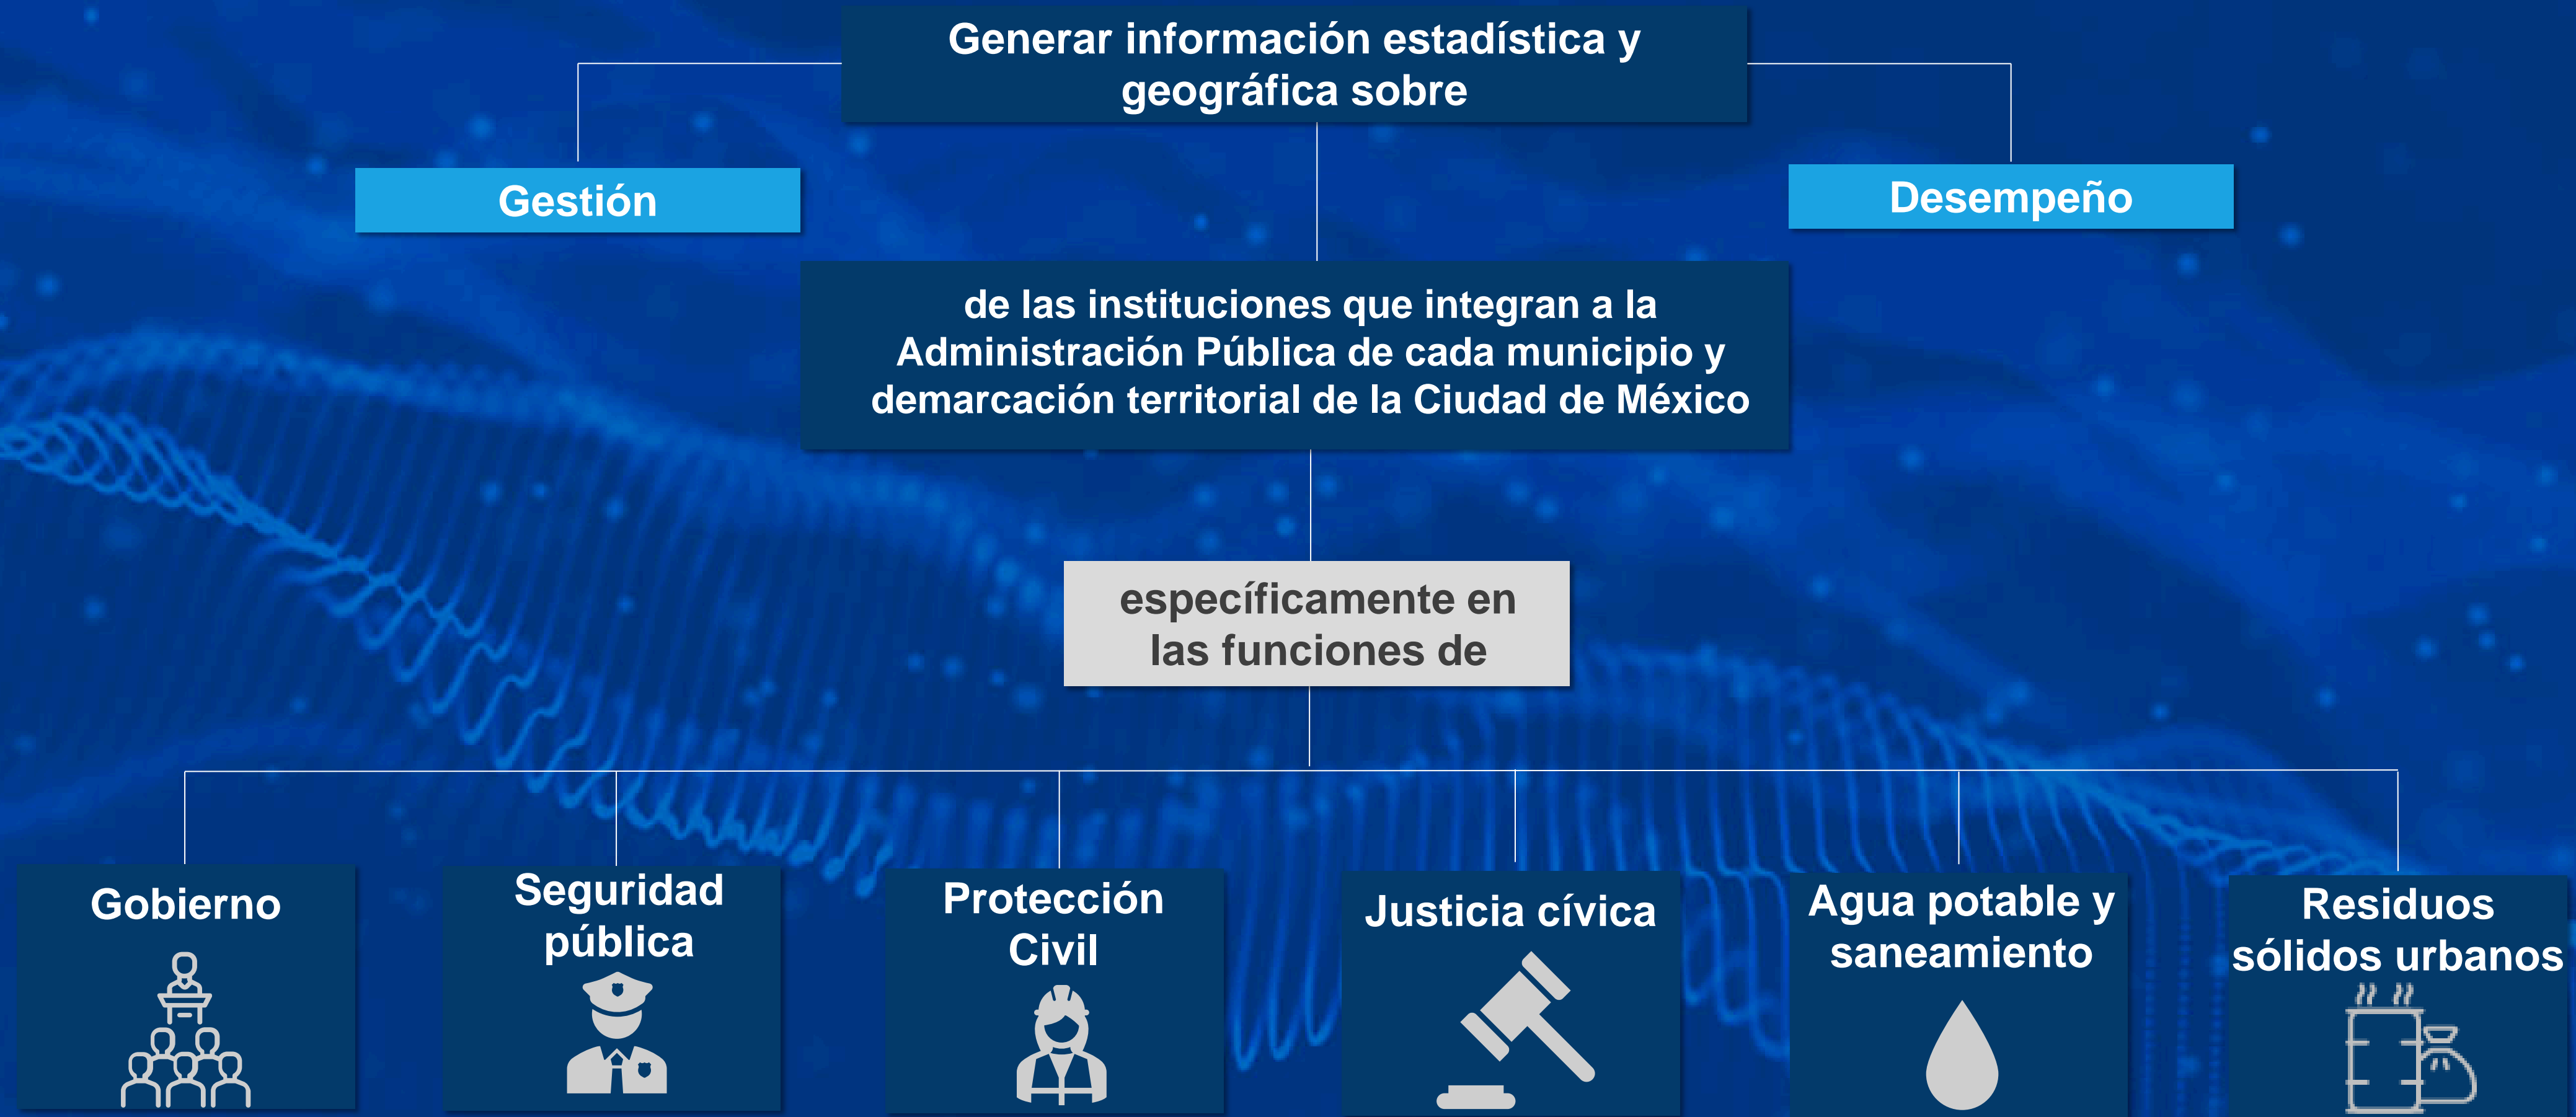 Generar información estadística y
geográfica sobre
Gestión
Desempeño
de las instituciones que integran a la
Administración Pública de cada municipio y
demarcación territorial de la Ciudad de México
específicamente en
las funciones de
Gobierno
Seguridad
pública
Protección
Civil
Justicia cívica
Agua potable y
saneamiento
Residuos
sólidos urbanos